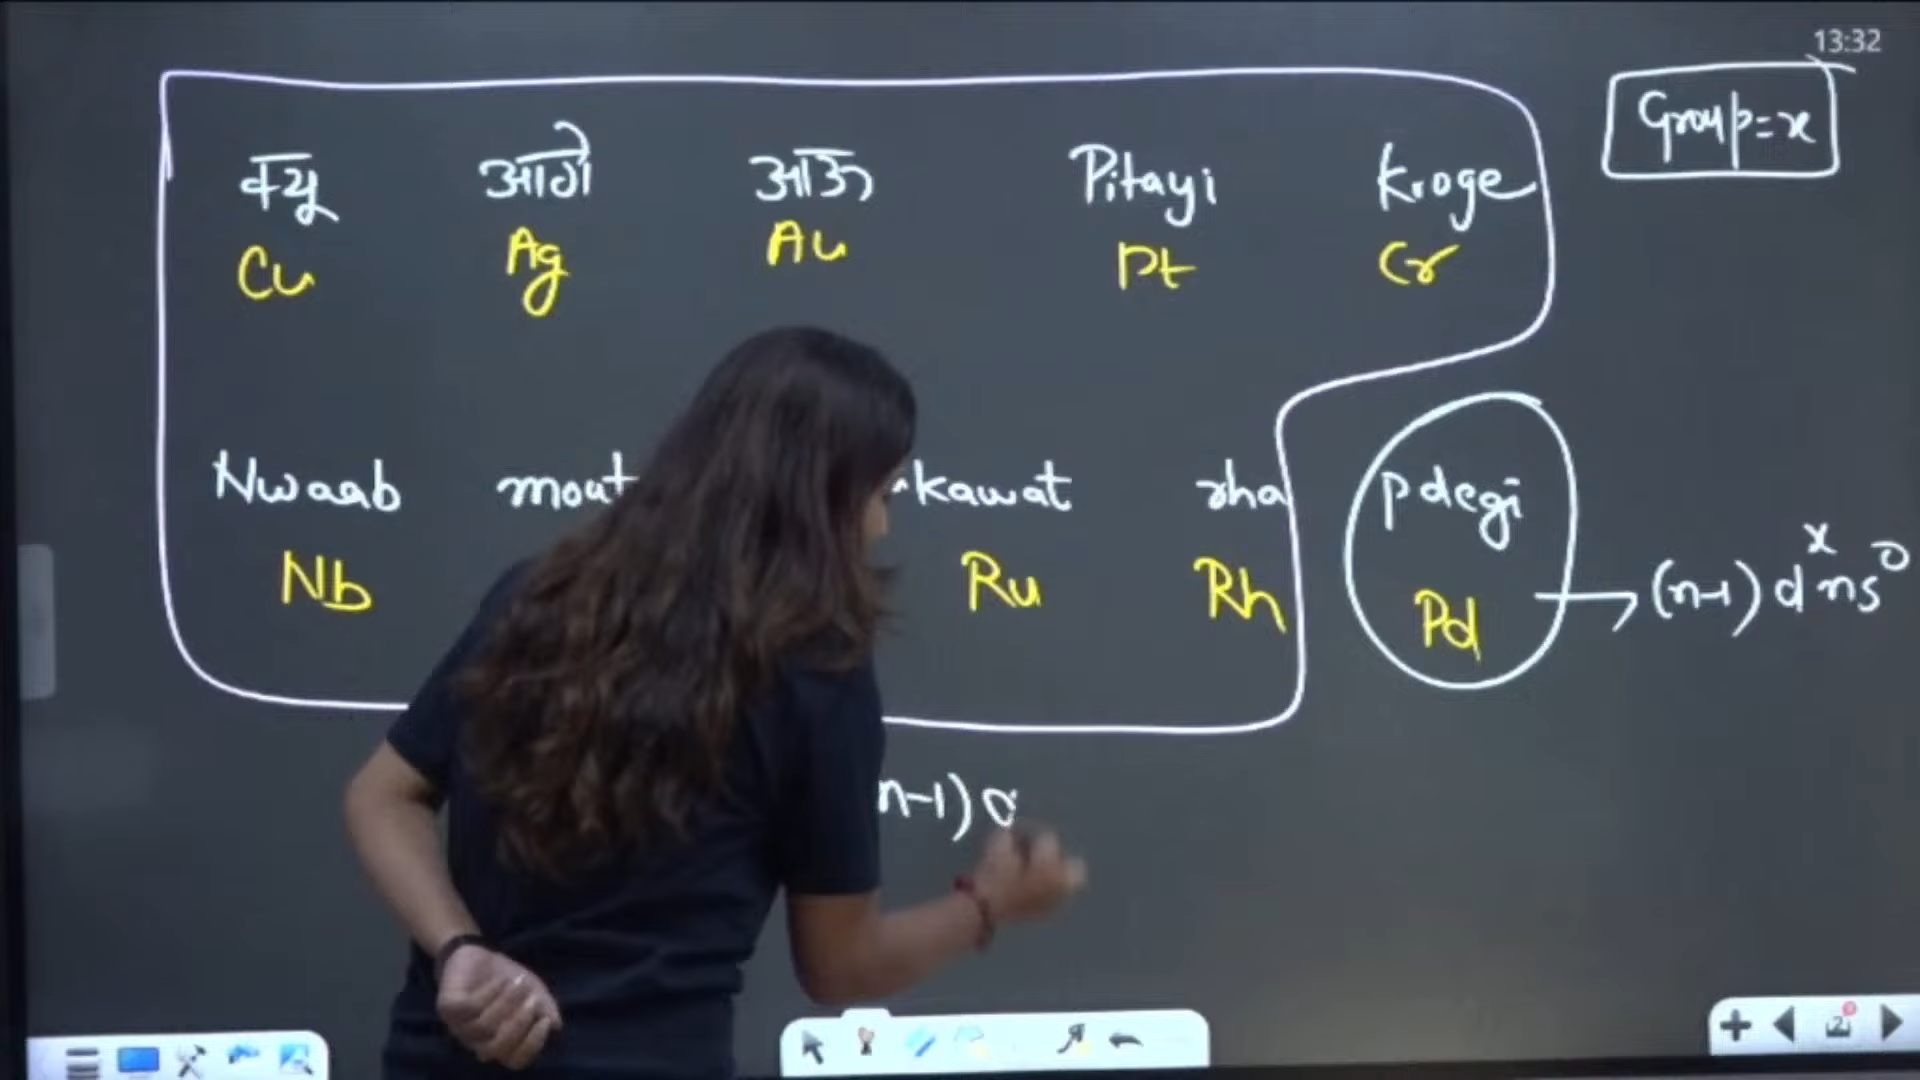 13:32
Group = x
क्यू आगे आऊ Pitayi Kroge
Cu Ag Au Pt Cr
Nwaab mout kawat rha pdegi
Nb Ru Rh Pd → (n-1) d^x ns^0
n-1) d